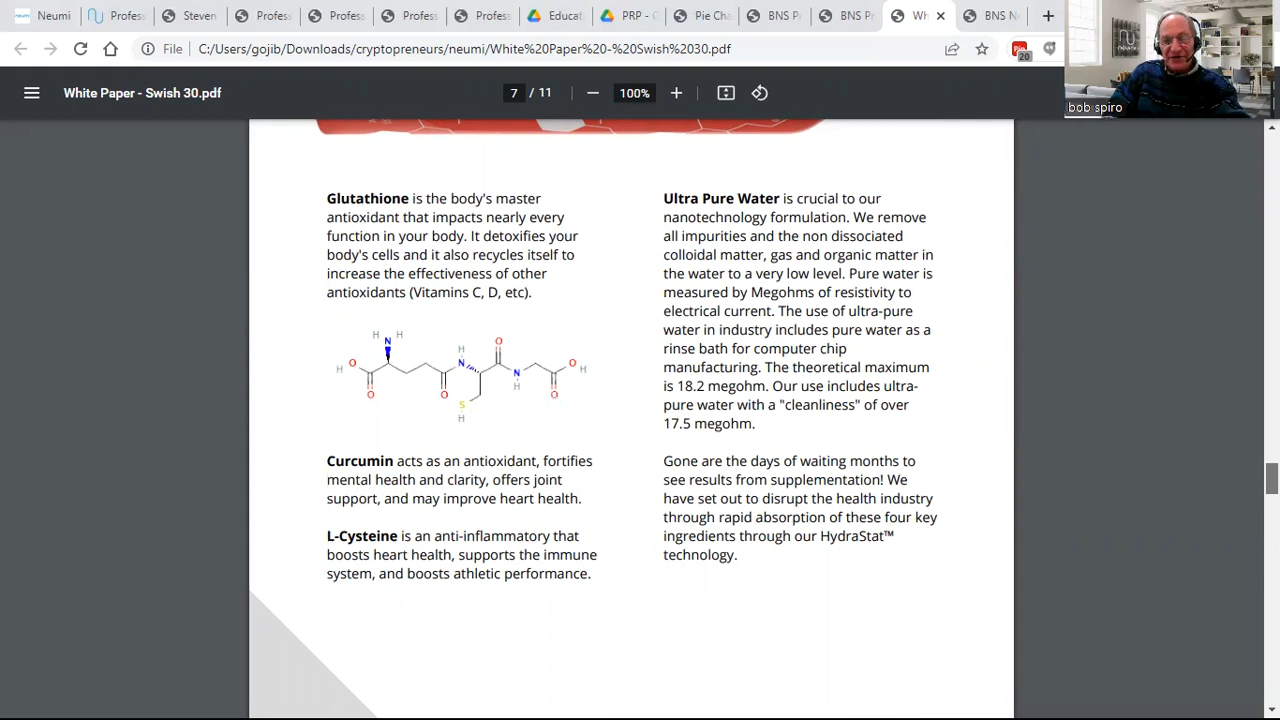 neumi Neumi
Profess
Seven
Profess
Profess
Profess
Profess
Educati
PRP - G
Pie Cha
BNS Pr
BNS Pr
Wh
BNS N
File C:/Users/gojib/Downloads/cryptopreneurs/neumi/White%20Paper%20-%20Swish%2030.pdf
20
bob spiro
White Paper - Swish 30.pdf 7 / 11 100%
Glutathione is the body's master
antioxidant that impacts nearly every
function in your body. It detoxifies your
body's cells and it also recycles itself to
increase the effectiveness of other
antioxidants (Vitamins C, D, etc).
H H
N
H O
O
O
H
N
S
H
O
N
H
O
O H
Curcumin acts as an antioxidant, fortifies
mental health and clarity, offers joint
support, and may improve heart health.
L-Cysteine is an anti-inflammatory that
boosts heart health, supports the immune
system, and boosts athletic performance.
Ultra Pure Water is crucial to our
nanotechnology formulation. We remove
all impurities and the non dissociated
colloidal matter, gas and organic matter in
the water to a very low level. Pure water is
measured by Megohms of resistivity to
electrical current. The use of ultra-pure
water in industry includes pure water as a
rinse bath for computer chip
manufacturing. The theoretical maximum
is 18.2 megohm. Our use includes ultra-
pure water with a "cleanliness" of over
17.5 megohm.
Gone are the days of waiting months to
see results from supplementation! We
have set out to disrupt the health industry
through rapid absorption of these four key
ingredients through our HydraStat™
technology.